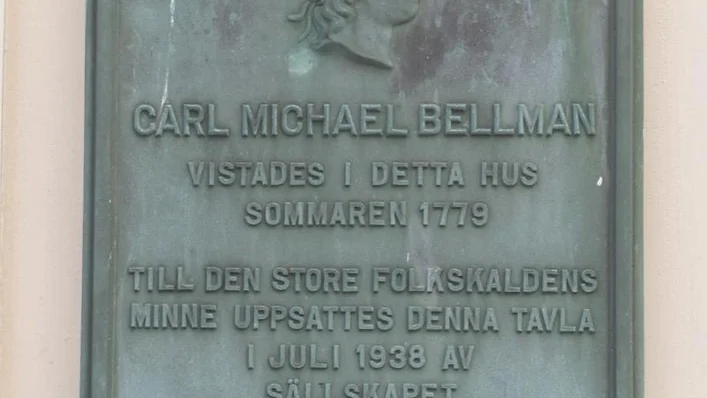 CARL MICHAEL BELLMAN
VISTADES I DETTA HUS
SOMMAREN 1779
TILL DEN STORE FOLKSKALDENS
MINNE UPPSATTES DENNA TAVLA
I JULI 1938 AV
SÄLLSKAPET